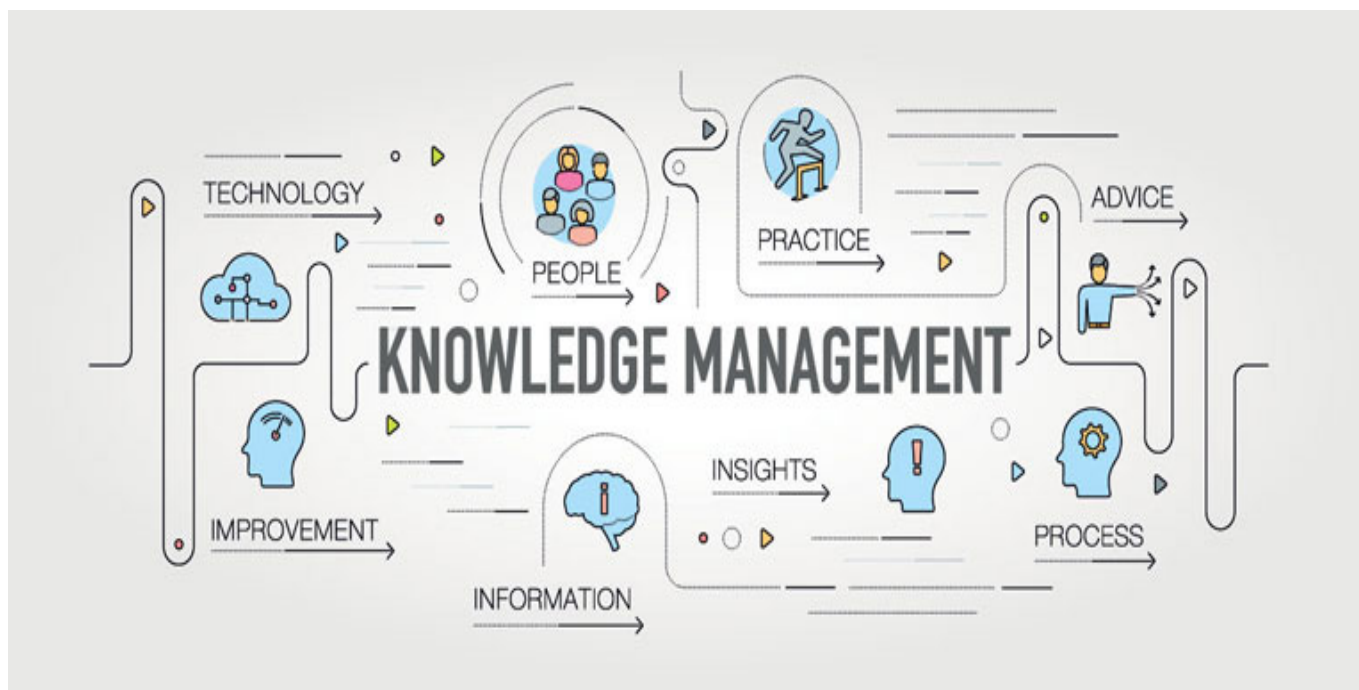 TECHNOLOGY
PEOPLE
PRACTICE
ADVICE
KNOWLEDGE MANAGEMENT
IMPROVEMENT
INFORMATION
INSIGHTS
PROCESS